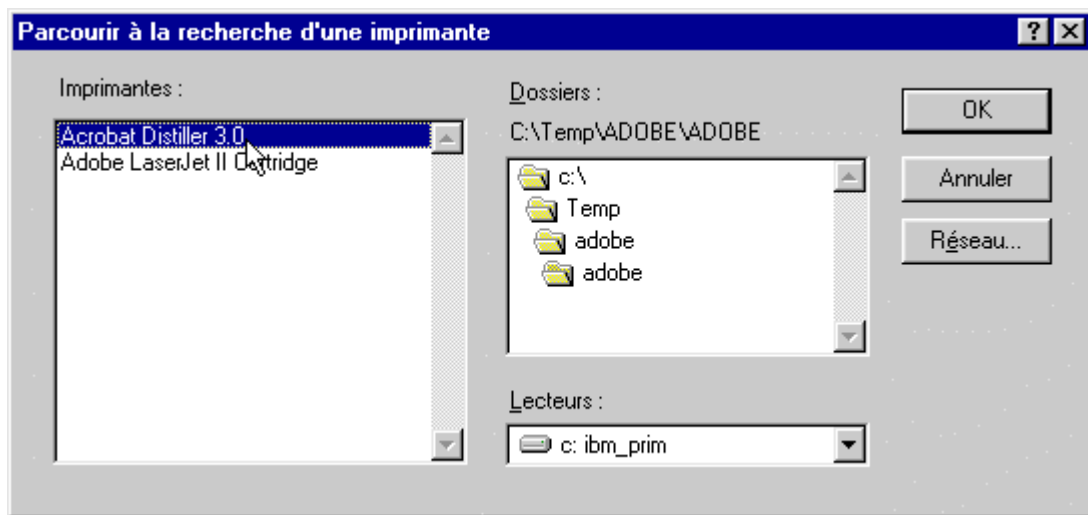 Parcourir à la recherche d'une imprimante
Imprimantes :
Acrobat Distiller 3.0
Adobe LaserJet II Cartridge
Dossiers :
C:\Temp\ADOBE\ADOBE
c:\
Temp
adobe
adobe
Lecteurs :
c: ibm_prim
OK
Annuler
Réseau...